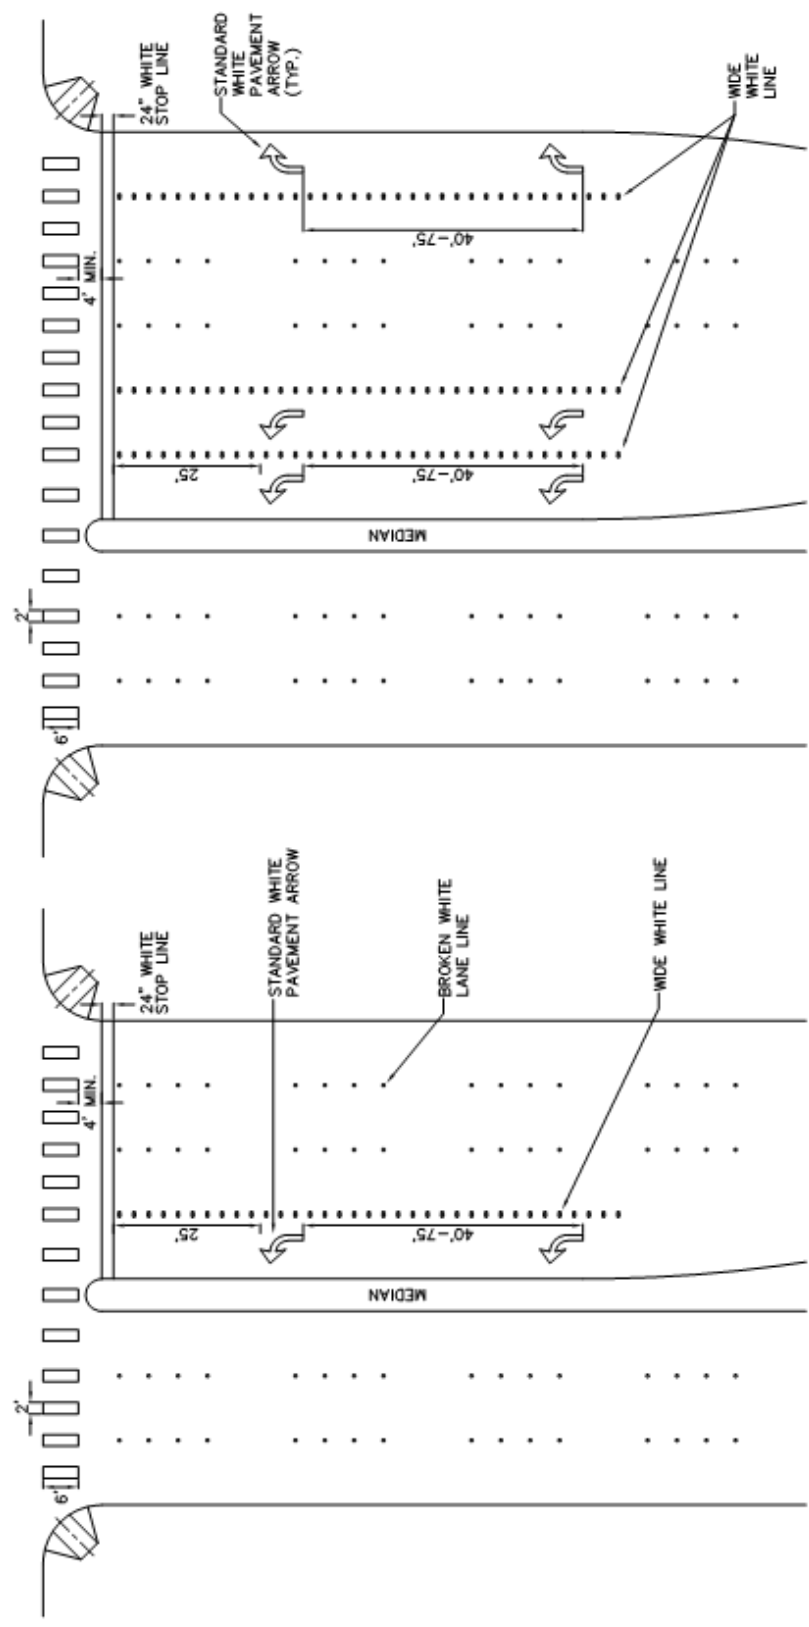 24" WHITE
STOP LINE
STANDARD
WHITE
PAVEMENT
ARROW
(TYP.)
WIDE
WHITE
LINE
4' MIN.
40'-75'
25'
40'-75'
MEDIAN
2'
6'
24" WHITE
STOP LINE
STANDARD WHITE
PAVEMENT ARROW
BROKEN WHITE
LANE LINE
WIDE WHITE LINE
4' MIN.
25'
40'-75'
MEDIAN
2'
6'